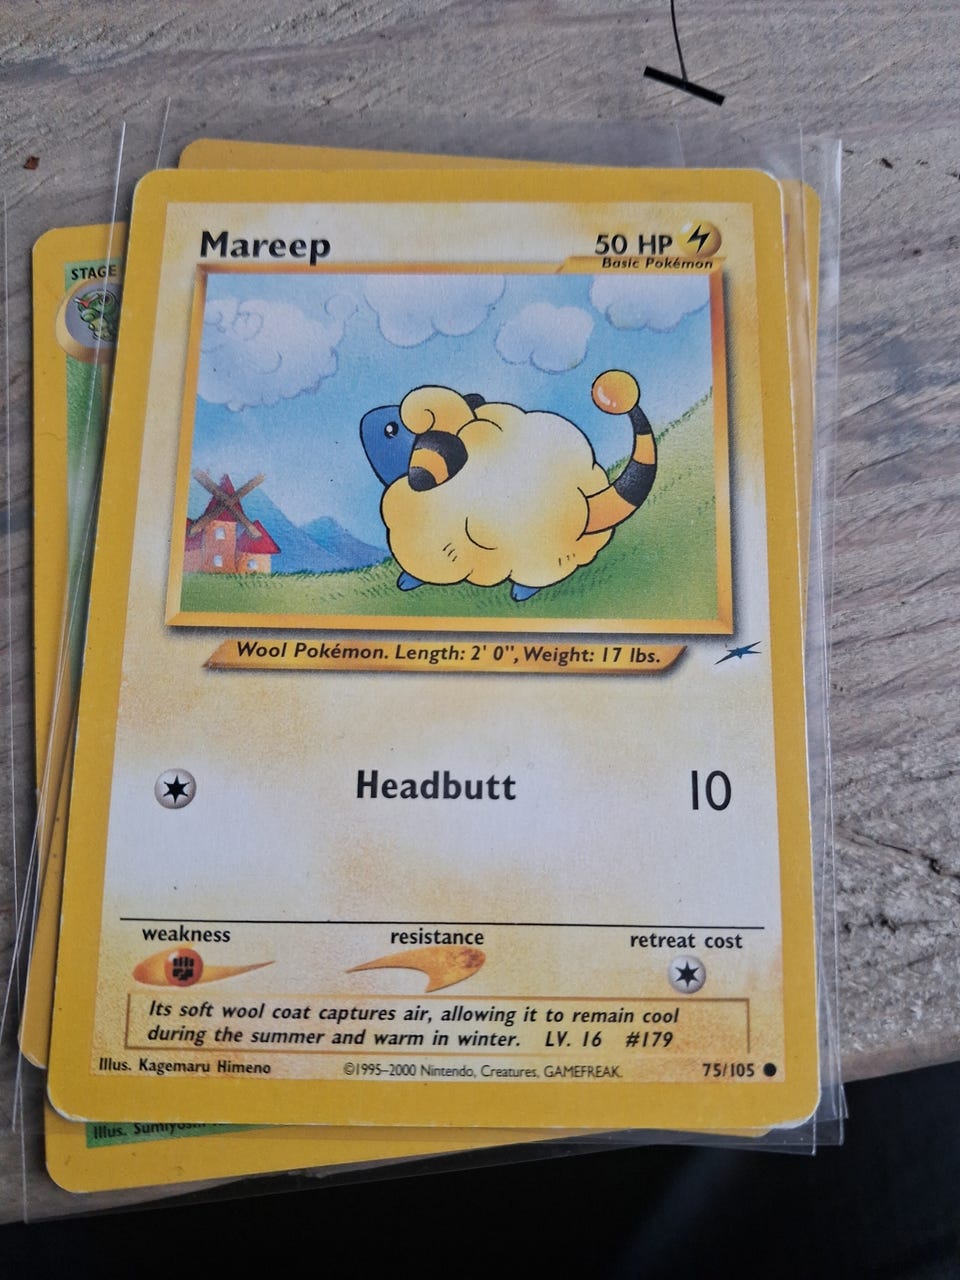 Mareep
50 HP
Basic Pokémon
STAGE
Wool Pokémon. Length: 2' 0", Weight: 17 lbs.
Headbutt 10
weakness resistance retreat cost
Its soft wool coat captures air, allowing it to remain cool
during the summer and warm in winter. LV. 16 #179
Illus. Kagemaru Himeno ©1995–2000 Nintendo, Creatures, GAMEFREAK. 75/105
Illus. Sumiyoshi